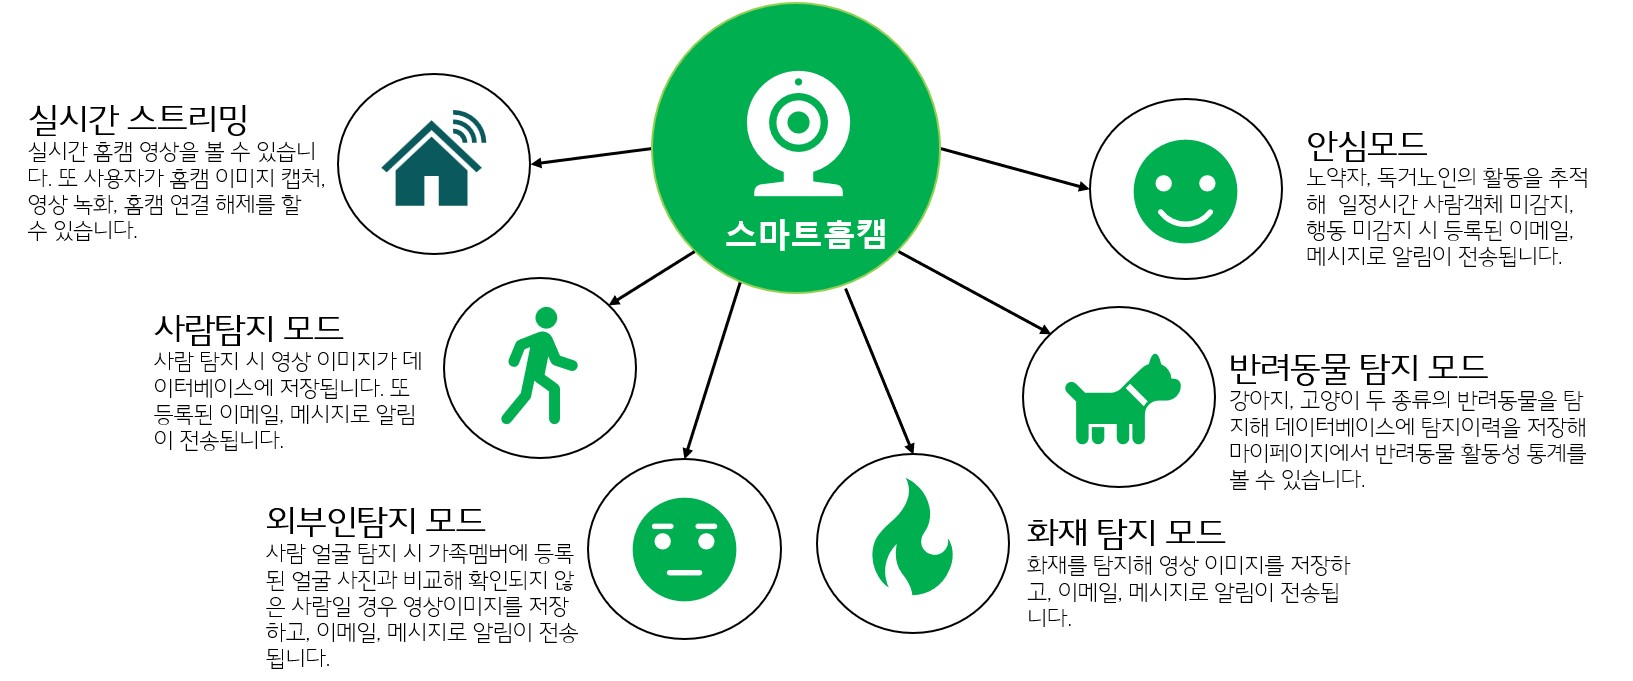 스마트홈캠
실시간 스트리밍
실시간 홈캠 영상을 볼 수 있습니
다. 또 사용자가 홈캠 이미지 캡처,
영상 녹화, 홈캠 연결 해제를 할
수 있습니다.
사람탐지 모드
사람 탐지 시 영상 이미지가 데
이터베이스에 저장됩니다. 또
등록된 이메일, 메시지로 알림
이 전송됩니다.
외부인탐지 모드
사람 얼굴 탐지 시 가족멤버에 등록
된 얼굴 사진과 비교해 확인되지 않
은 사람일 경우 영상이미지를 저장
하고, 이메일, 메시지로 알림이 전송
됩니다.
화재 탐지 모드
화재를 탐지해 영상 이미지를 저장하
고, 이메일, 메시지로 알림이 전송됩
니다.
반려동물 탐지 모드
강아지, 고양이 두 종류의 반려동물을 탐
지해 데이터베이스에 탐지이력을 저장해
마이페이지에서 반려동물 활동성 통계를
볼 수 있습니다.
안심모드
노약자, 독거노인의 활동을 추적
해 일정시간 사람객체 미감지,
행동 미감지 시 등록된 이메일,
메시지로 알림이 전송됩니다.